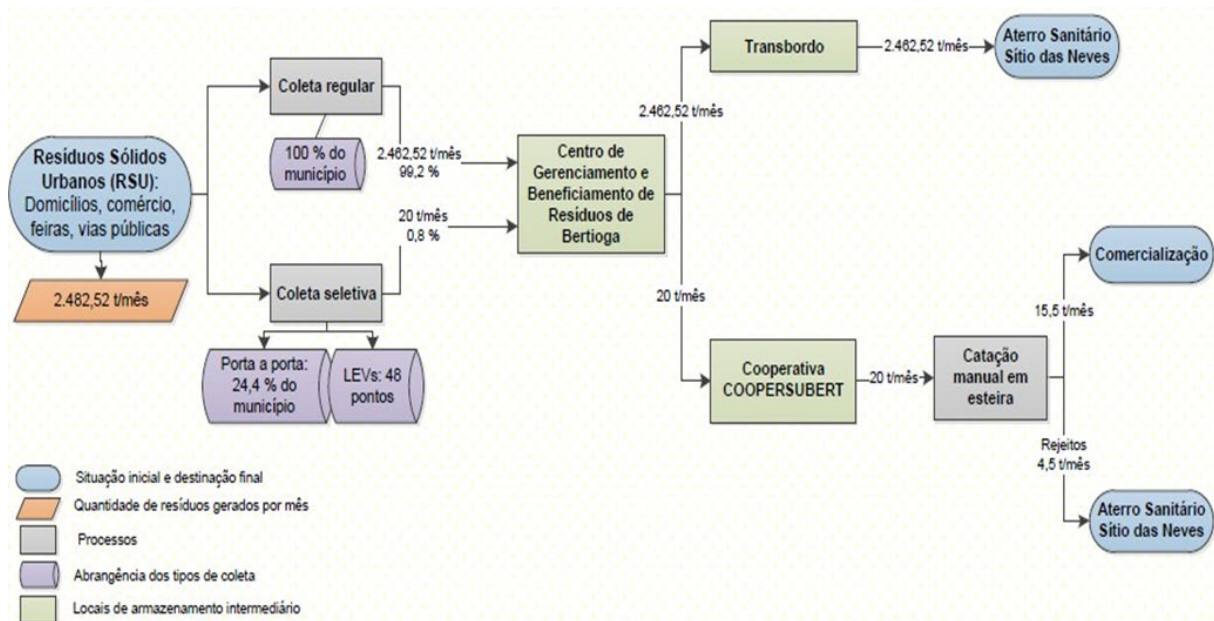 Resíduos Sólidos
Urbanos (RSU):
Domicílios, comércio,
feiras, vias públicas
2.482,52 t/mês
Coleta regular
100 % do
município
2.462,52 t/mês
99,2 %
20 t/mês
0,8 %
Coleta seletiva
Porta a porta:
24,4 % do
município
LEVs: 48
pontos
Centro de
Gerenciamento e
Beneficiamento de
Resíduos de
Bertioga
2.462,52 t/mês
Transbordo
2.462,52 t/mês
Aterro Sanitário
Sítio das Neves
20 t/mês
Cooperativa
COOPERSUBERT
20 t/mês
Catação
manual em
esteira
15,5 t/mês
Comercialização
Rejeitos
4,5 t/mês
Aterro Sanitário
Sítio das Neves
Situação inicial e destinação final
Quantidade de resíduos gerados por mês
Processos
Abrangência dos tipos de coleta
Locais de armazenamento intermediário